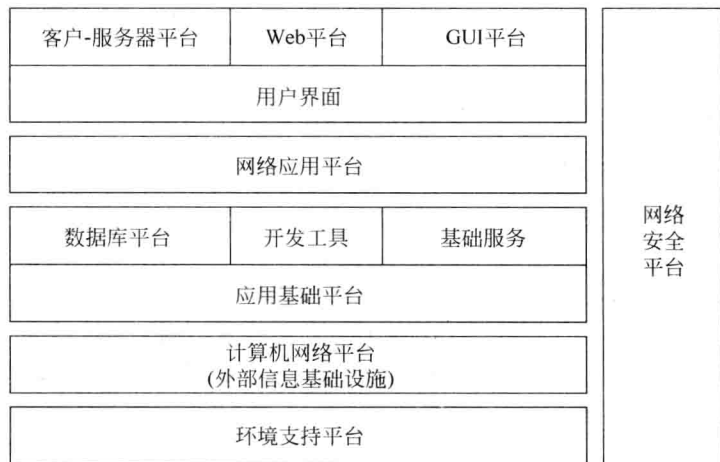 客户-服务器平台
Web平台
GUI平台
用户界面
网络应用平台
数据库平台
开发工具
基础服务
应用基础平台
计算机网络平台
(外部信息基础设施)
环境支持平台
网络
安全
平台